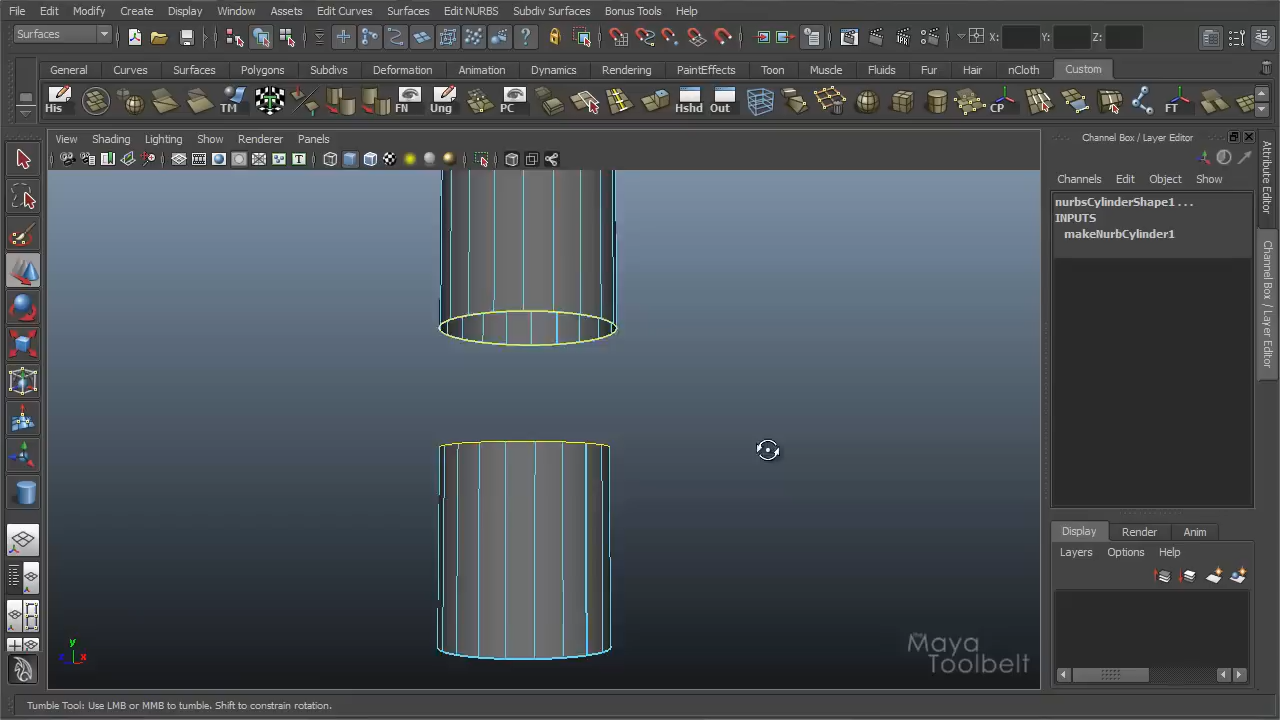 File Edit Modify Create Display Window Assets Edit Curves Surfaces Edit NURBS Subdiv Surfaces Bonus Tools Help
Surfaces X: Y: Z:
General Curves Surfaces Polygons Subdivs Deformation Animation Dynamics Rendering PaintEffects Toon Muscle Fluids Fur Hair nCloth Custom
His TM FN Ung PC Hshd Out CP FT
View Shading Lighting Show Renderer Panels
Channel Box / Layer Editor
Channels Edit Object Show
nurbsCylinderShape1 . . .
INPUTS
makeNurbCylinder1
Attribute Editor
Channel Box / Layer Editor
Display Render Anim
Layers Options Help
y
x
The Maya
Toolbelt
Tumble Tool: Use LMB or MMB to tumble. Shift to constrain rotation.